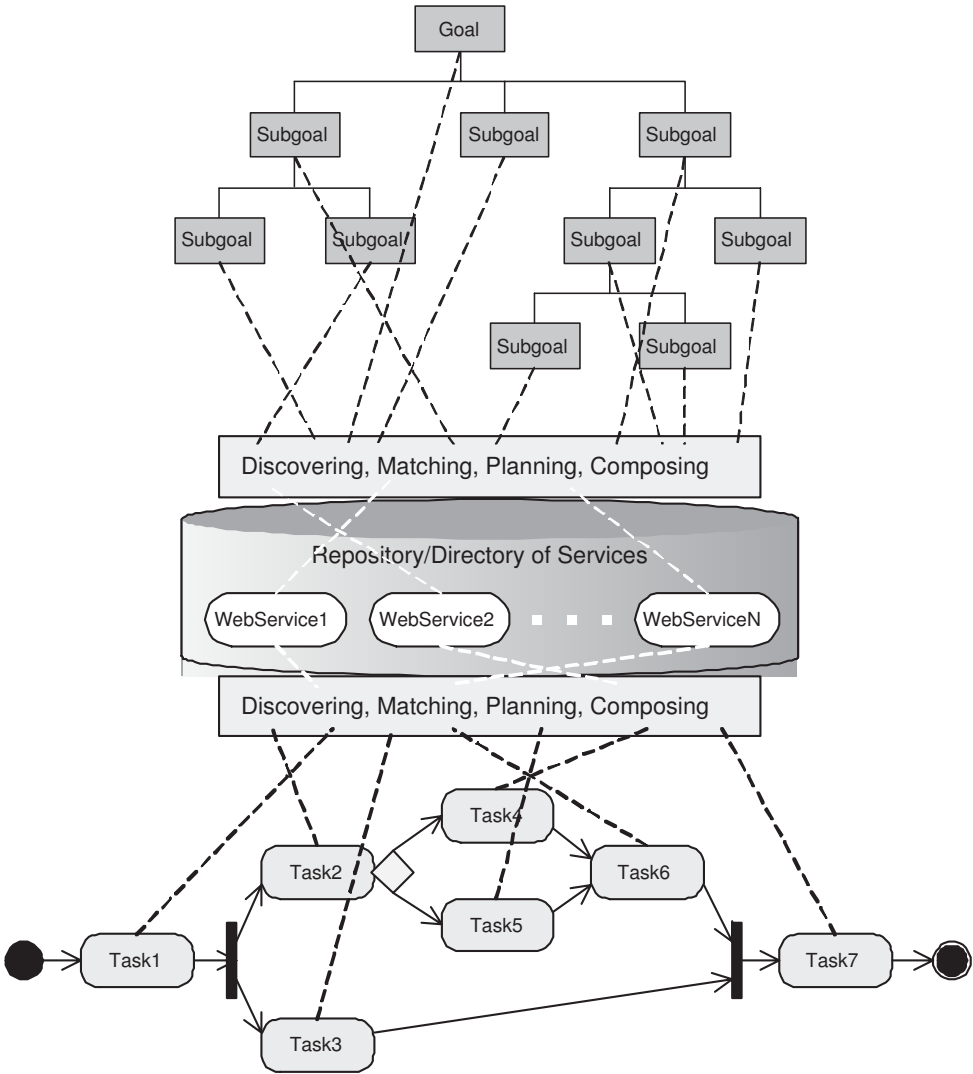 Goal
Subgoal
Subgoal
Subgoal
Subgoal
Subgoal
Subgoal
Subgoal
Subgoal
Subgoal
Discovering, Matching, Planning, Composing
Repository/Directory of Services
WebService1
WebService2
WebServiceN
Discovering, Matching, Planning, Composing
Task4
Task2
Task6
Task5
Task1
Task7
Task3